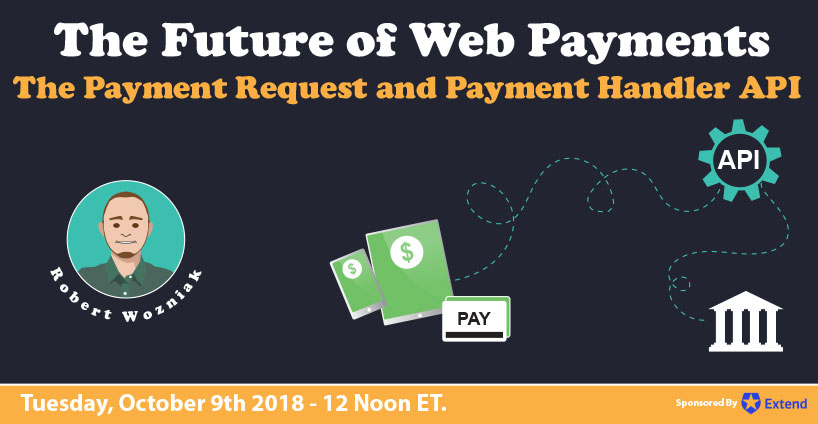 The Future of Web Payments
The Payment Request and Payment Handler API
API
$
$
PAY
Robert Wozniak
Tuesday, October 9th 2018 - 12 Noon ET.
Sponsored By Extend